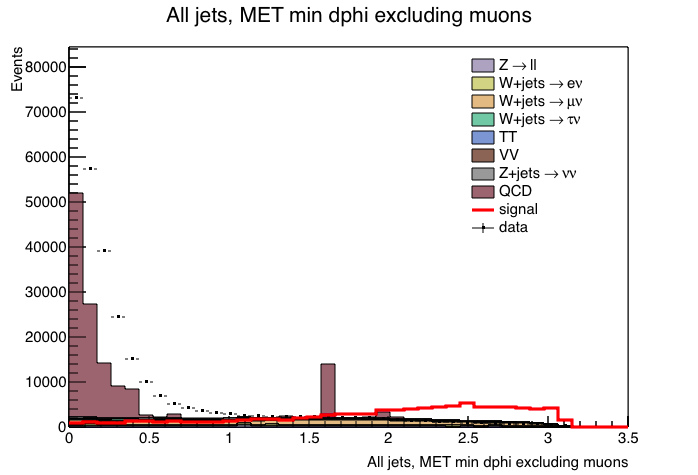 All jets, MET min dphi excluding muons
Events
80000
70000
60000
50000
40000
30000
20000
10000
0
0 0.5 1 1.5 2 2.5 3 3.5
All jets, MET min dphi excluding muons
Z → ll
W+jets → eν
W+jets → μν
W+jets → τν
TT
VV
Z+jets → νν
QCD
signal
data